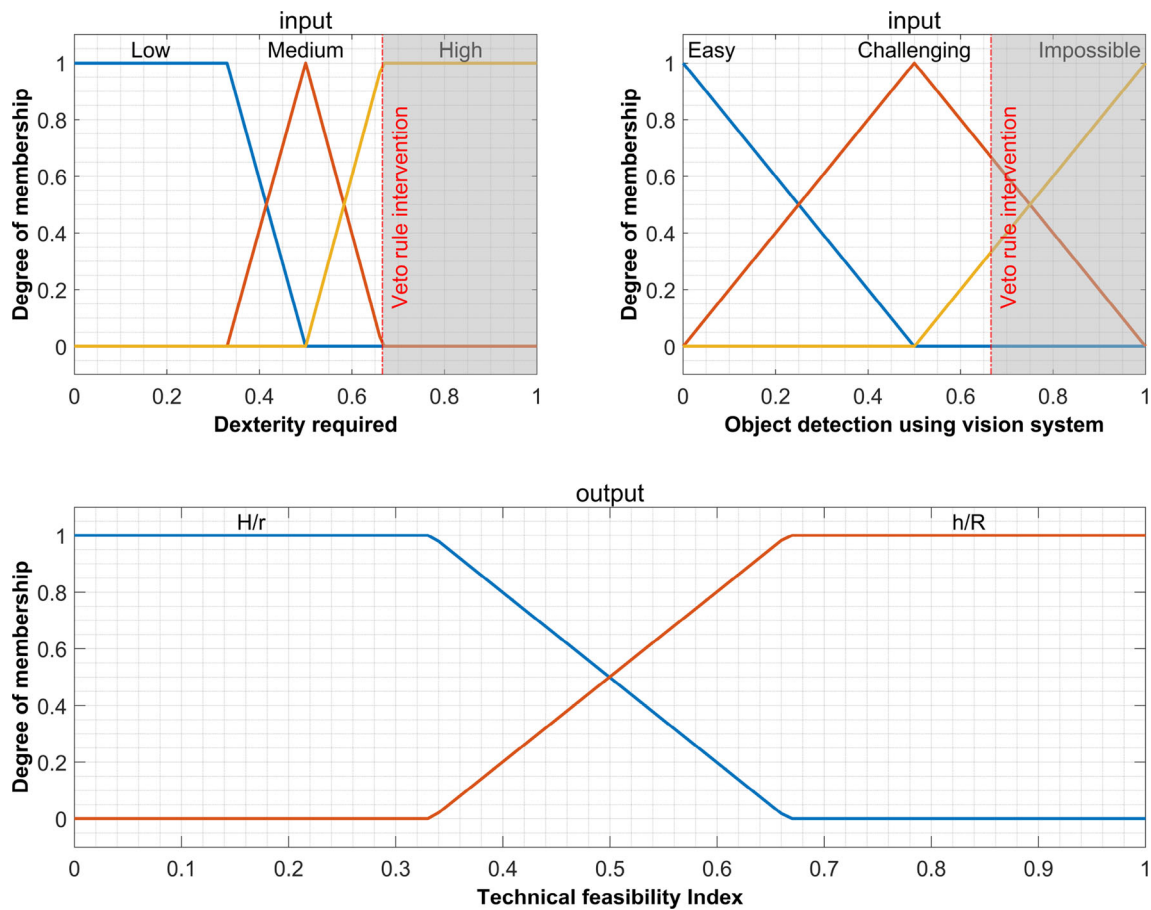 input
Low Medium High
1
0.8
0.6
0.4
0.2
0
Degree of membership
Veto rule intervention
0 0.2 0.4 0.6 0.8 1
Dexterity required
input
Easy Challenging Impossible
1
0.8
0.6
0.4
0.2
0
Degree of membership
Veto rule intervention
0 0.2 0.4 0.6 0.8 1
Object detection using vision system
output
H/r h/R
1
0.8
0.6
0.4
0.2
0
Degree of membership
0 0.1 0.2 0.3 0.4 0.5 0.6 0.7 0.8 0.9 1
Technical feasibility Index